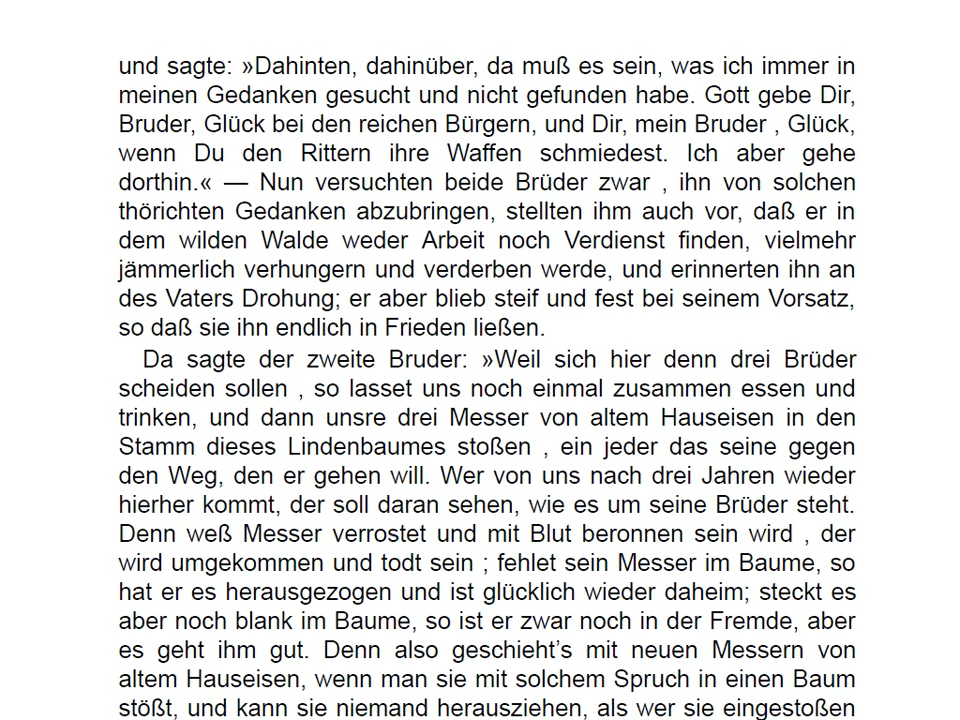 und sagte: »Dahinten, dahinüber, da muß es sein, was ich immer in
meinen Gedanken gesucht und nicht gefunden habe. Gott gebe Dir,
Bruder, Glück bei den reichen Bürgern, und Dir, mein Bruder , Glück,
wenn Du den Rittern ihre Waffen schmiedest. Ich aber gehe
dorthin.« — Nun versuchten beide Brüder zwar , ihn von solchen
thörichten Gedanken abzubringen, stellten ihm auch vor, daß er in
dem wilden Walde weder Arbeit noch Verdienst finden, vielmehr
jämmerlich verhungern und verderben werde, und erinnerten ihn an
des Vaters Drohung; er aber blieb steif und fest bei seinem Vorsatz,
so daß sie ihn endlich in Frieden ließen.
Da sagte der zweite Bruder: »Weil sich hier denn drei Brüder
scheiden sollen , so lasset uns noch einmal zusammen essen und
trinken, und dann unsre drei Messer von altem Hauseisen in den
Stamm dieses Lindenbaumes stoßen , ein jeder das seine gegen
den Weg, den er gehen will. Wer von uns nach drei Jahren wieder
hierher kommt, der soll daran sehen, wie es um seine Brüder steht.
Denn weß Messer verrostet und mit Blut beronnen sein wird , der
wird umgekommen und todt sein ; fehlet sein Messer im Baume, so
hat er es herausgezogen und ist glücklich wieder daheim; steckt es
aber noch blank im Baume, so ist er zwar noch in der Fremde, aber
es geht ihm gut. Denn also geschieht’s mit neuen Messern von
altem Hauseisen, wenn man sie mit solchem Spruch in einen Baum
stößt, und kann sie niemand herausziehen, als wer sie eingestoßen